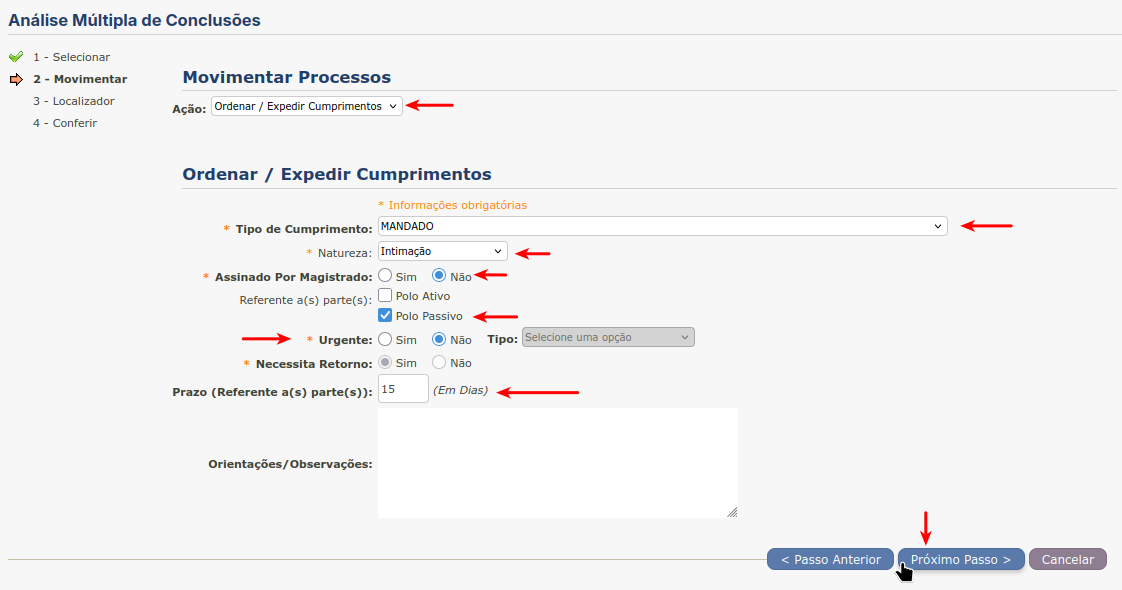 Análise Múltipla de Conclusões
1 - Selecionar
2 - Movimentar
3 - Localizador
4 - Conferir
Movimentar Processos
Ação: Ordenar / Expedir Cumprimentos
Ordenar / Expedir Cumprimentos
* Informações obrigatórias
* Tipo de Cumprimento: MANDADO
* Natureza: Intimação
* Assinado Por Magistrado: Sim Não
Referente a(s) parte(s): Polo Ativo
Polo Passivo
* Urgente: Sim Não Tipo: Selecione uma opção
* Necessita Retorno: Sim Não
Prazo (Referente a(s) parte(s)): 15 (Em Dias)
Orientações/Observações:
< Passo Anterior Próximo Passo > Cancelar